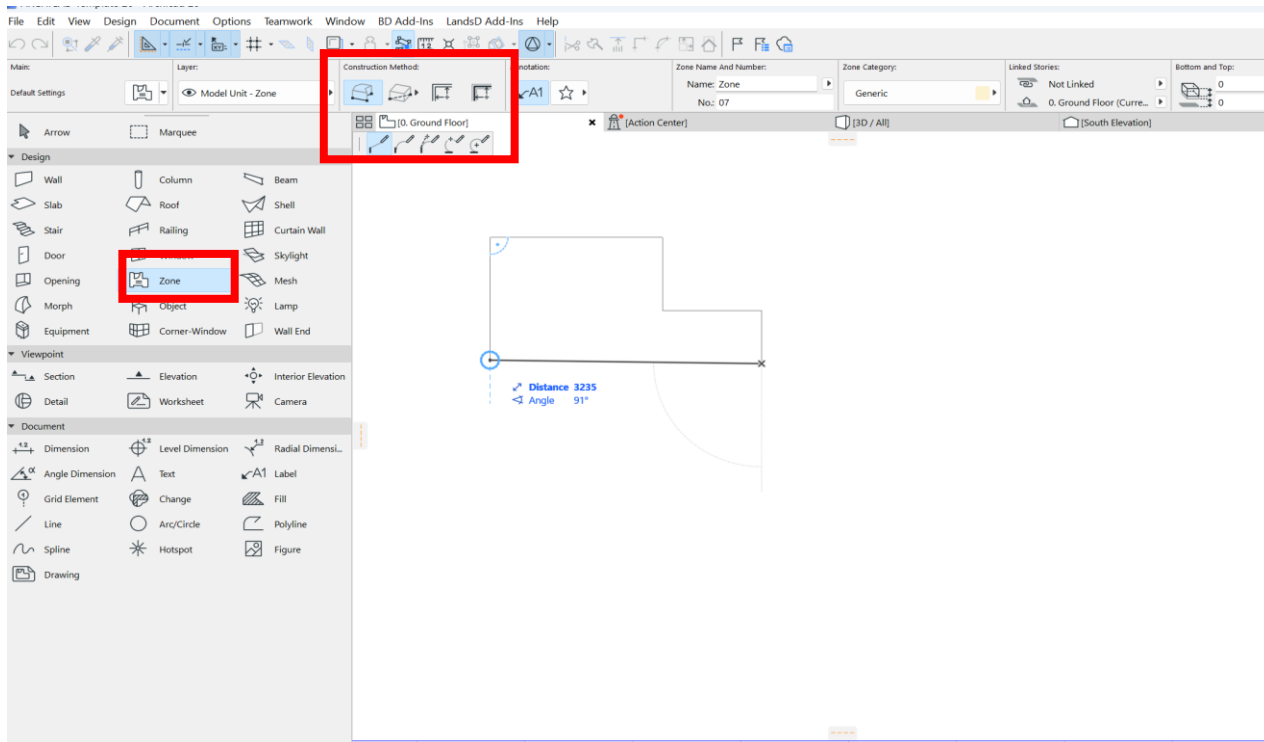 File Edit View Design Document Options Teamwork Window BD Add-Ins LandsD Add-Ins Help
Main: Layer: Construction Method: Zone Name And Number: Zone Category: Linked Stories: Bottom and Top:
Default Settings Model Unit - Zone A1 Name: Zone Generic Not Linked 0
No.: 07 0. Ground Floor (Curre... 0
[0. Ground Floor] [Action Center] [3D / All] [South Elevation]
Arrow Marquee
Design
Wall Column Beam
Slab Roof Shell
Stair Railing Curtain Wall
Door Window Skylight
Opening Zone Mesh
Morph Object Lamp
Equipment Corner-Window Wall End
Viewpoint
Section Elevation Interior Elevation
Detail Worksheet Camera
Document
Dimension Level Dimension Radial Dimensi...
Angle Dimension Text A1 Label
Grid Element Change Fill
Line Arc/Circle Polyline
Spline Hotspot Figure
Drawing
Distance 3235
Angle 91°